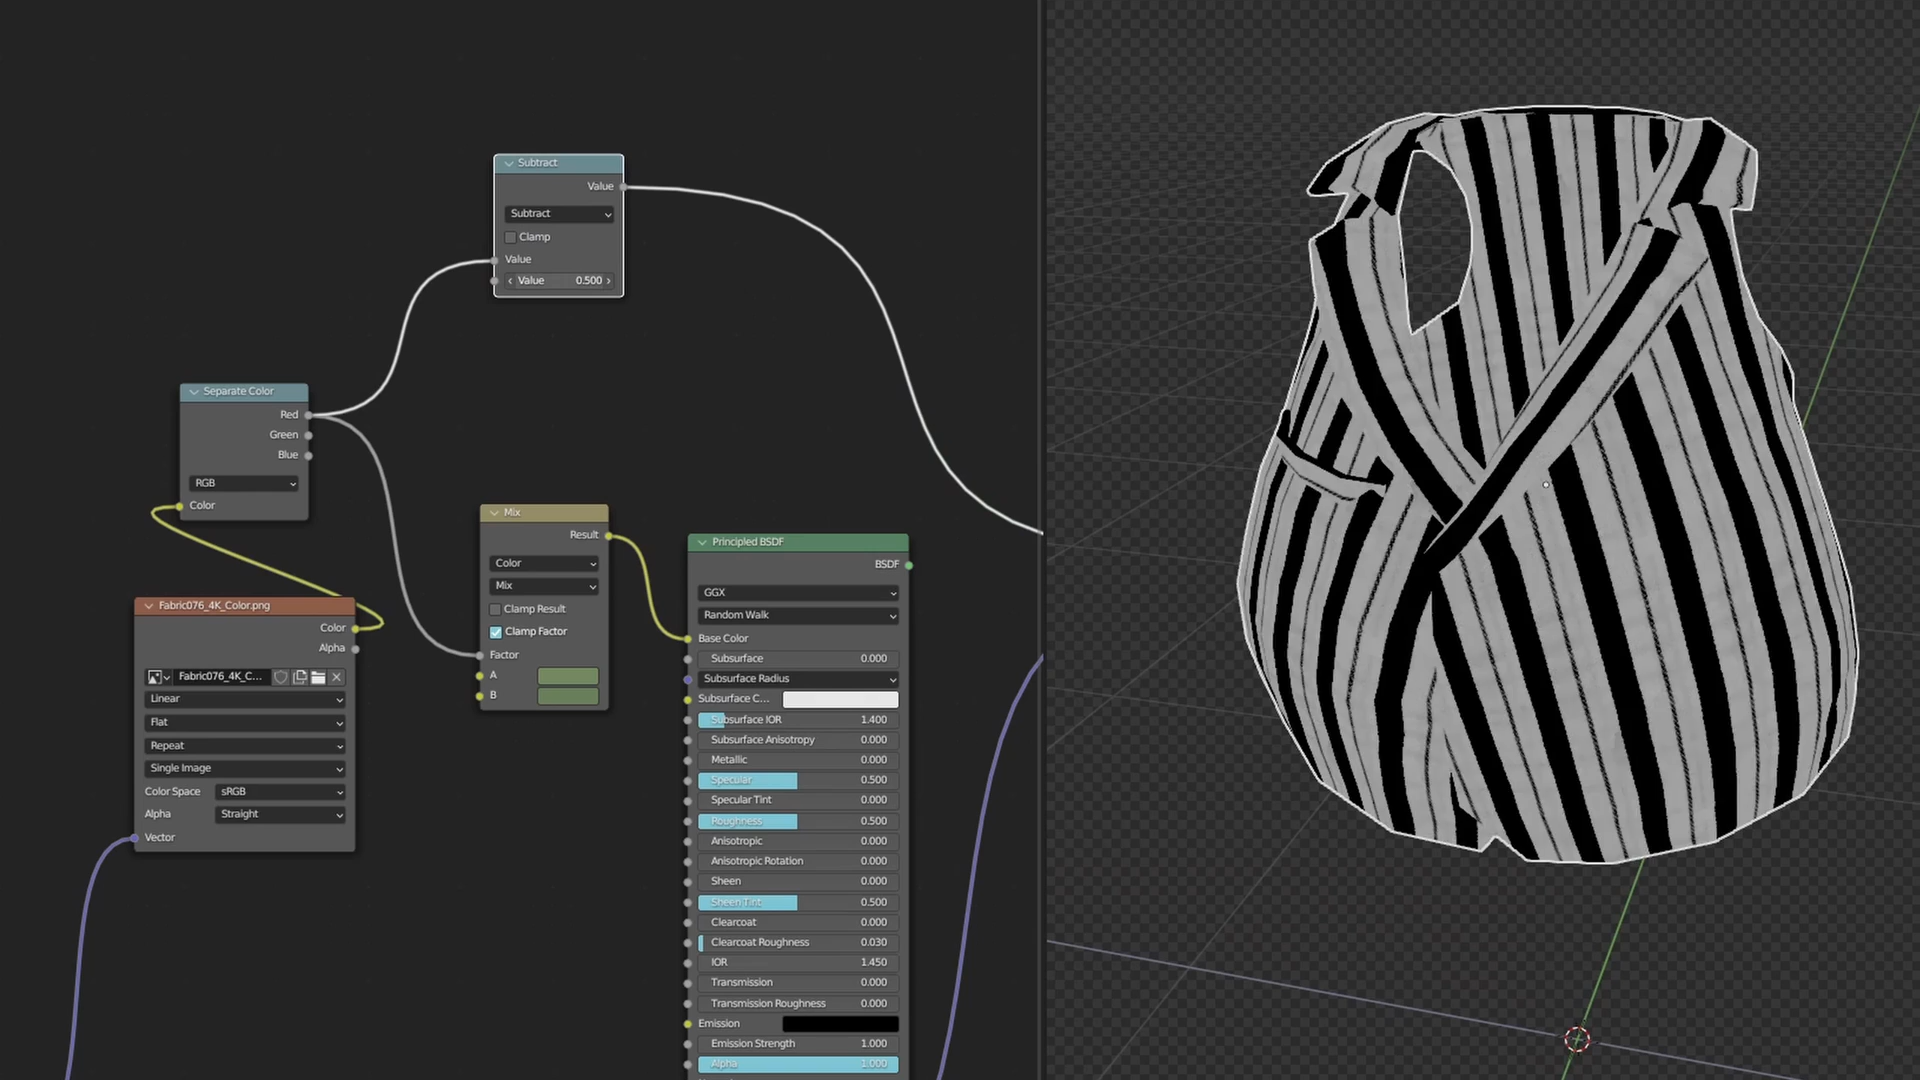 Subtract
Value
Subtract
Clamp
Value
Value 0.500
Separate Color
Red
Green
Blue
RGB
Color
Fabric076_4K_Color.png
Color
Alpha
Fabric076_4K_C...
Linear
Flat
Repeat
Single Image
Color Space sRGB
Alpha Straight
Vector
Mix
Result
Color
Mix
Clamp Result
Clamp Factor
Factor
A
B
Principled BSDF
BSDF
GGX
Random Walk
Base Color
Subsurface 0.000
Subsurface Radius
Subsurface C...
Subsurface IOR 1.400
Subsurface Anisotropy 0.000
Metallic 0.000
Specular 0.500
Specular Tint 0.000
Roughness 0.500
Anisotropic 0.000
Anisotropic Rotation 0.000
Sheen 0.000
Sheen Tint 0.500
Clearcoat 0.000
Clearcoat Roughness 0.030
IOR 1.450
Transmission 0.000
Transmission Roughness 0.000
Emission
Emission Strength 1.000
Alpha 1.000